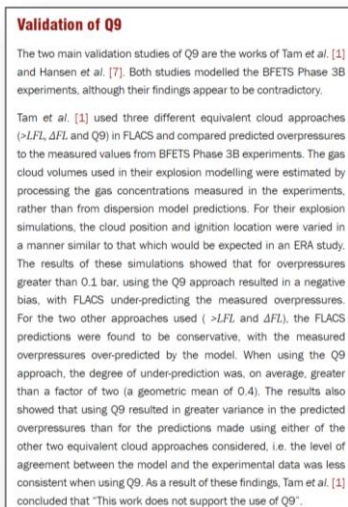 Validation of Q9
The two main validation studies of Q9 are the works of Tam et al. [1]
and Hansen et al. [7]. Both studies modelled the BFETS Phase 3B
experiments, although their findings appear to be contradictory.
Tam et al. [1] used three different equivalent cloud approaches
(>LFL, ΔFL and Q9) in FLACS and compared predicted overpressures
to the measured values from BFETS Phase 3B experiments. The gas
cloud volumes used in their explosion modelling were estimated by
processing the gas concentrations measured in the experiments,
rather than from dispersion model predictions. For their explosion
simulations, the cloud position and ignition location were varied in
a manner similar to that which would be expected in an ERA study.
The results of these simulations showed that for overpressures
greater than 0.1 bar, using the Q9 approach resulted in a negative
bias, with FLACS under-predicting the measured overpressures.
For the two other approaches used ( >LFL and ΔFL), the FLACS
predictions were found to be conservative, with the measured
overpressures over-predicted by the model. When using the Q9
approach, the degree of under-prediction was, on average, greater
than a factor of two (a geometric mean of 0.4). The results also
showed that using Q9 resulted in greater variance in the predicted
overpressures than for the predictions made using either of the
other two equivalent cloud approaches considered, i.e. the level of
agreement between the model and the experimental data was less
consistent when using Q9. As a result of these findings, Tam et al. [1]
concluded that "This work does not support the use of Q9".